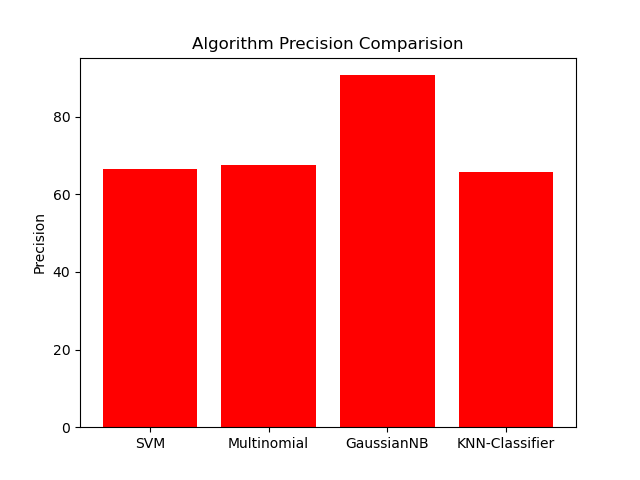 Algorithm Precision Comparision
80
60
40
20
0
Precision
SVM
Multinomial
GaussianNB
KNN-Classifier